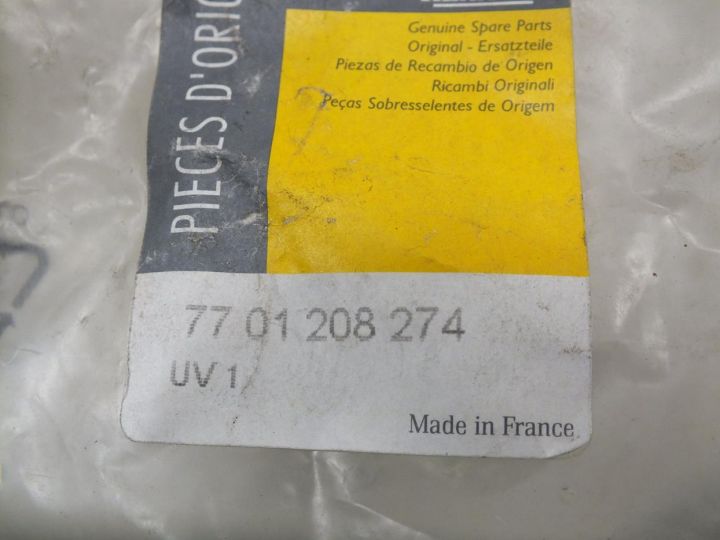 Genuine Spare Parts
Original - Ersatzteile
Piezas de Recambio de Origen
Ricambi Originali
Peças Sobresselentes de Origem
PIECES D'ORIG
77 01 208 274
UV 1
Made in France